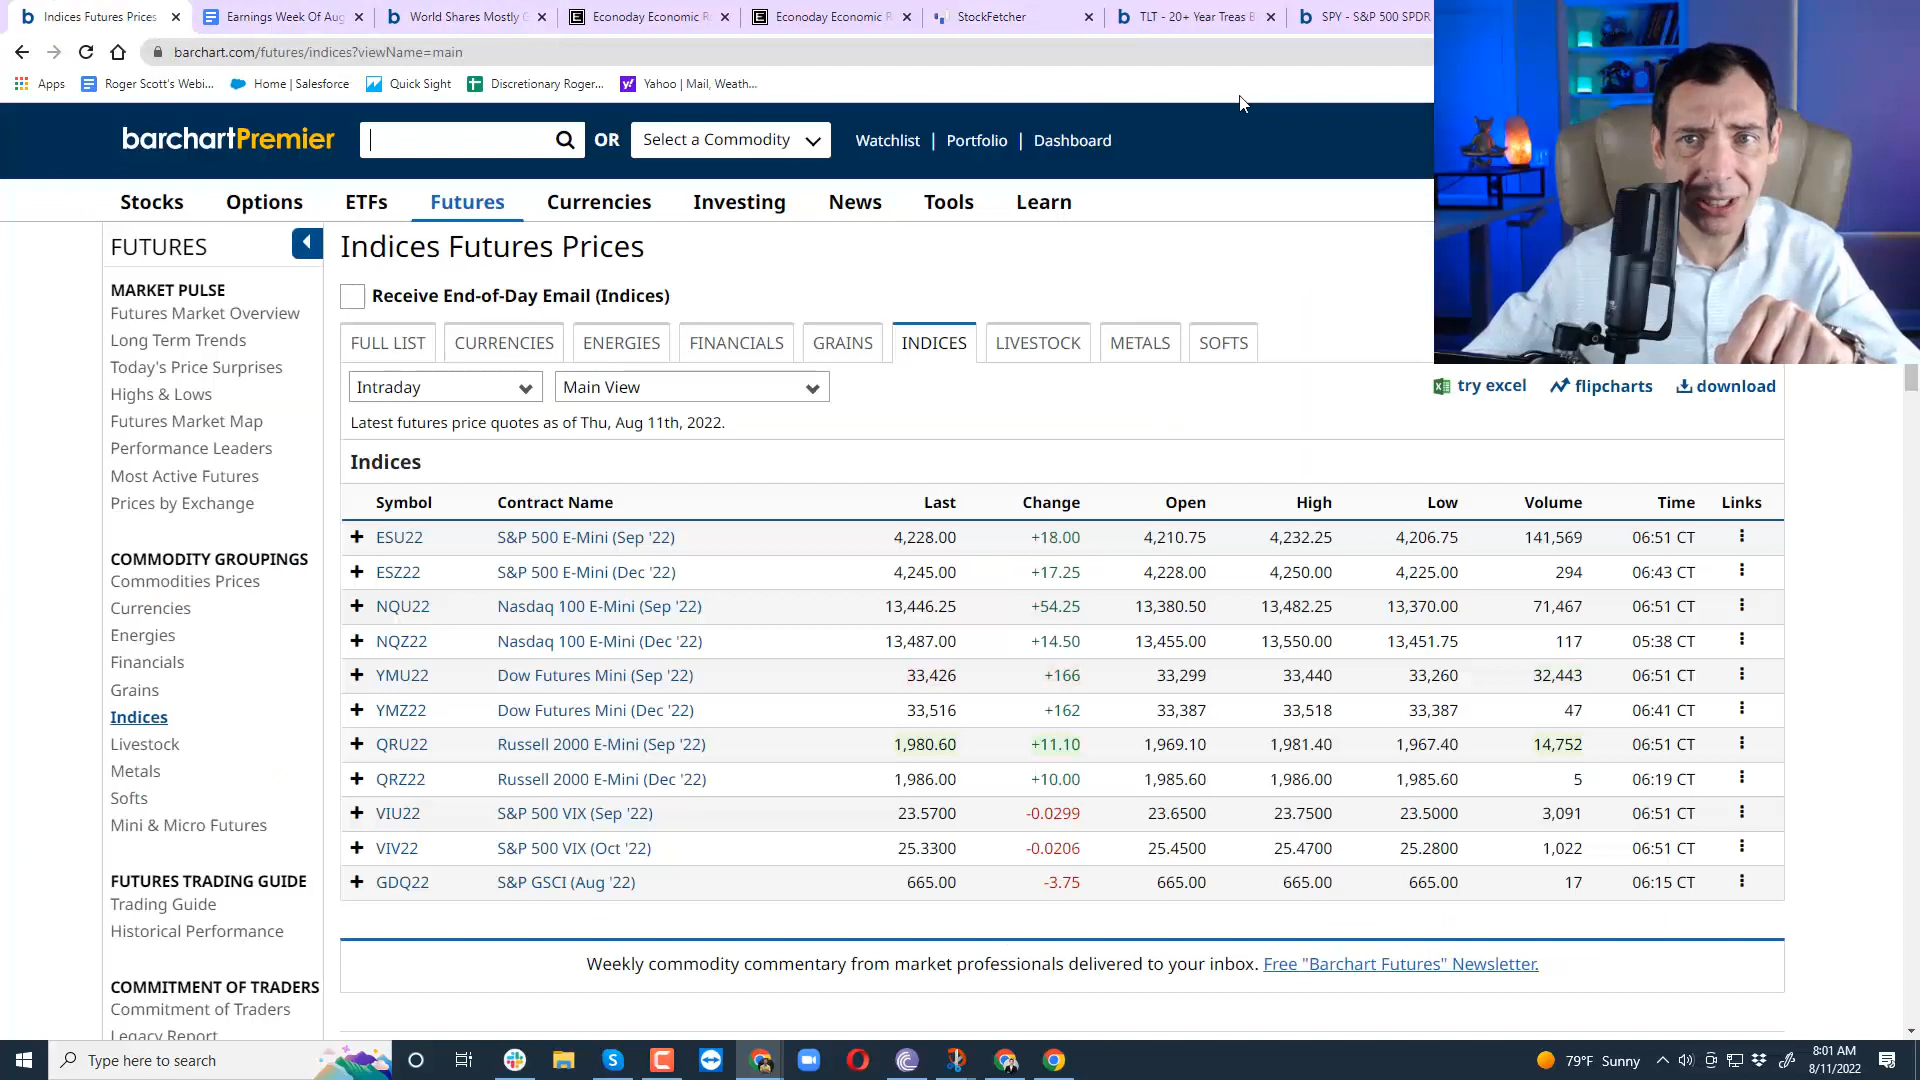 Indices Futures Prices
Earnings Week Of Aug
World Shares Mostly G
Econoday Economic R
Econoday Economic R
StockFetcher
TLT - 20+ Year Treas B
SPY - S&P 500 SPDR
barchart.com/futures/indices?viewName=main
Apps
Roger Scott's Webi...
Home | Salesforce
Quick Sight
Discretionary Roger...
Yahoo | Mail, Weath...
barchartPremier
OR
Select a Commodity
Watchlist | Portfolio | Dashboard
Stocks Options ETFs Futures Currencies Investing News Tools Learn
FUTURES
MARKET PULSE
Futures Market Overview
Long Term Trends
Today's Price Surprises
Highs & Lows
Futures Market Map
Performance Leaders
Most Active Futures
Prices by Exchange
COMMODITY GROUPINGS
Commodities Prices
Currencies
Energies
Financials
Grains
Indices
Livestock
Metals
Softs
Mini & Micro Futures
FUTURES TRADING GUIDE
Trading Guide
Historical Performance
COMMITMENT OF TRADERS
Commitment of Traders
Legacy Report
Indices Futures Prices
Receive End-of-Day Email (Indices)
FULL LIST CURRENCIES ENERGIES FINANCIALS GRAINS INDICES LIVESTOCK METALS SOFTS
Intraday
Main View
try excel flipcharts download
Latest futures price quotes as of Thu, Aug 11th, 2022.
Indices
Symbol Contract Name Last Change Open High Low Volume Time Links
ESU22 S&P 500 E-Mini (Sep '22) 4,228.00 +18.00 4,210.75 4,232.25 4,206.75 141,569 06:51 CT
ESZ22 S&P 500 E-Mini (Dec '22) 4,245.00 +17.25 4,228.00 4,250.00 4,225.00 294 06:43 CT
NQU22 Nasdaq 100 E-Mini (Sep '22) 13,446.25 +54.25 13,380.50 13,482.25 13,370.00 71,467 06:51 CT
NQZ22 Nasdaq 100 E-Mini (Dec '22) 13,487.00 +14.50 13,455.00 13,550.00 13,451.75 117 05:38 CT
YMU22 Dow Futures Mini (Sep '22) 33,426 +166 33,299 33,440 33,260 32,443 06:51 CT
YMZ22 Dow Futures Mini (Dec '22) 33,516 +162 33,387 33,518 33,387 47 06:41 CT
QRU22 Russell 2000 E-Mini (Sep '22) 1,980.60 +11.10 1,969.10 1,981.40 1,967.40 14,752 06:51 CT
QRZ22 Russell 2000 E-Mini (Dec '22) 1,986.00 +10.00 1,985.60 1,986.00 1,985.60 5 06:19 CT
VIU22 S&P 500 VIX (Sep '22) 23.5700 -0.0299 23.6500 23.7500 23.5000 3,091 06:51 CT
VIV22 S&P 500 VIX (Oct '22) 25.3300 -0.0206 25.4500 25.4700 25.2800 1,022 06:51 CT
GDQ22 S&P GSCI (Aug '22) 665.00 -3.75 665.00 665.00 665.00 17 06:15 CT
Weekly commodity commentary from market professionals delivered to your inbox. Free "Barchart Futures" Newsletter.
Type here to search
79°F Sunny
8:01 AM
8/11/2022